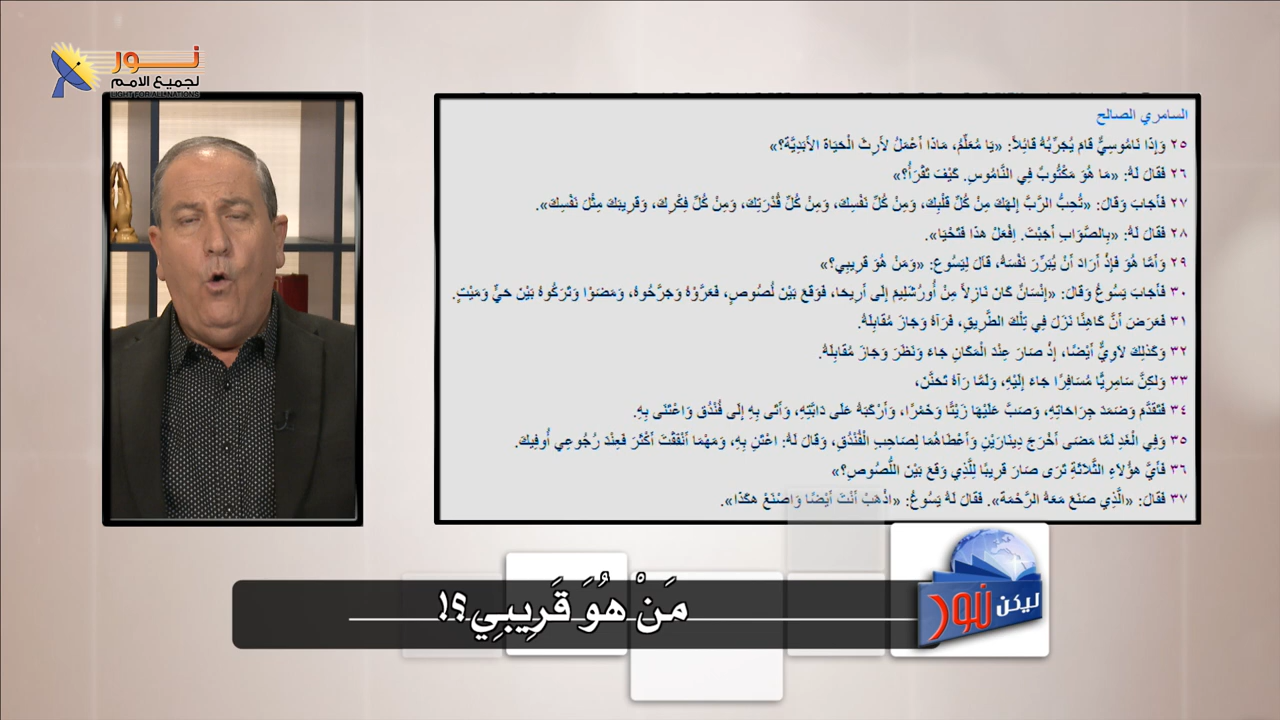 نور
لجميع الامم
LIGHT FOR ALL NATIONS
السامري الصالح
٢٥ وَإِذَا نَامُوسِيٌّ قَامَ يُجَرِّبُهُ قَائِلاً: «يَا مُعَلِّمُ، مَاذَا أَعْمَلُ لأَرِثَ الْحَيَاةَ الأَبَدِيَّةَ؟»
٢٦ فَقَالَ لَهُ: «مَا هُوَ مَكْتُوبٌ فِي النَّامُوسِ. كَيْفَ تَقْرَأُ؟»
٢٧ فَأَجَابَ وَقَالَ: «تُحِبُّ الرَّبَّ إِلهَكَ مِنْ كُلِّ قَلْبِكَ، وَمِنْ كُلِّ نَفْسِكَ، وَمِنْ كُلِّ قُدْرَتِكَ، وَمِنْ كُلِّ فِكْرِكَ، وَقَرِيبَكَ مِثْلَ نَفْسِكَ».
٢٨ فَقَالَ لَهُ: «بِالصَّوَابِ أَجَبْتَ. اِفْعَلْ هذَا فَتَحْيَا».
٢٩ وَأَمَّا هُوَ فَإِذْ أَرَادَ أَنْ يُبَرِّرَ نَفْسَهُ، قَالَ لِيَسُوعَ: «وَمَنْ هُوَ قَرِيبِي؟»
٣٠ فَأَجَابَ يَسُوعُ وَقَالَ: «إِنْسَانٌ كَانَ نَازِلاً مِنْ أُورُشَلِيمَ إِلَى أَرِيحَا، فَوَقَعَ بَيْنَ لُصُوصٍ، فَعَرَّوْهُ وَجَرَّحُوهُ، وَمَضَوْا وَتَرَكُوهُ بَيْنَ حَيٍّ وَمَيْتٍ.
٣١ فَعَرَضَ أَنَّ كَاهِنًا نَزَلَ فِي تِلْكَ الطَّرِيقِ، فَرَآهُ وَجَازَ مُقَابِلَهُ.
٣٢ وَكَذلِكَ لاَوِيٌّ أَيْضًا، إِذْ صَارَ عِنْدَ الْمَكَانِ جَاءَ وَنَظَرَ وَجَازَ مُقَابِلَهُ.
٣٣ وَلكِنَّ سَامِرِيًّا مُسَافِرًا جَاءَ إِلَيْهِ، وَلَمَّا رَآهُ تَحَنَّنَ،
٣٤ فَتَقَدَّمَ وَضَمَدَ جِرَاحَاتِهِ، وَصَبَّ عَلَيْهَا زَيْتًا وَخَمْرًا، وَأَرْكَبَهُ عَلَى دَابَّتِهِ، وَأَتَى بِهِ إِلَى فُنْدُق وَاعْتَنَى بِهِ.
٣٥ وَفِي الْغَدِ لَمَّا مَضَى أَخْرَجَ دِينَارَيْنِ وَأَعْطَاهُمَا لِصَاحِبِ الْفُنْدُقِ، وَقَالَ لَهُ: اعْتَنِ بِهِ، وَمَهْمَا أَنْفَقْتَ أَكْثَرَ فَعِنْدَ رُجُوعِي أُوفِيكَ.
٣٦ فَأَيَّ هؤُلاَءِ الثَّلاَثَةِ تَرَى صَارَ قَرِيبًا لِلَّذِي وَقَعَ بَيْنَ اللُّصُوصِ؟»
٣٧ فَقَالَ: «الَّذِي صَنَعَ مَعَهُ الرَّحْمَةَ». فَقَالَ لَهُ يَسُوعُ: «اذْهَبْ أَنْتَ أَيْضًا وَاصْنَعْ هكَذَا».
ليكن نور
مَنْ هُوَ قَرِيبِي؟!